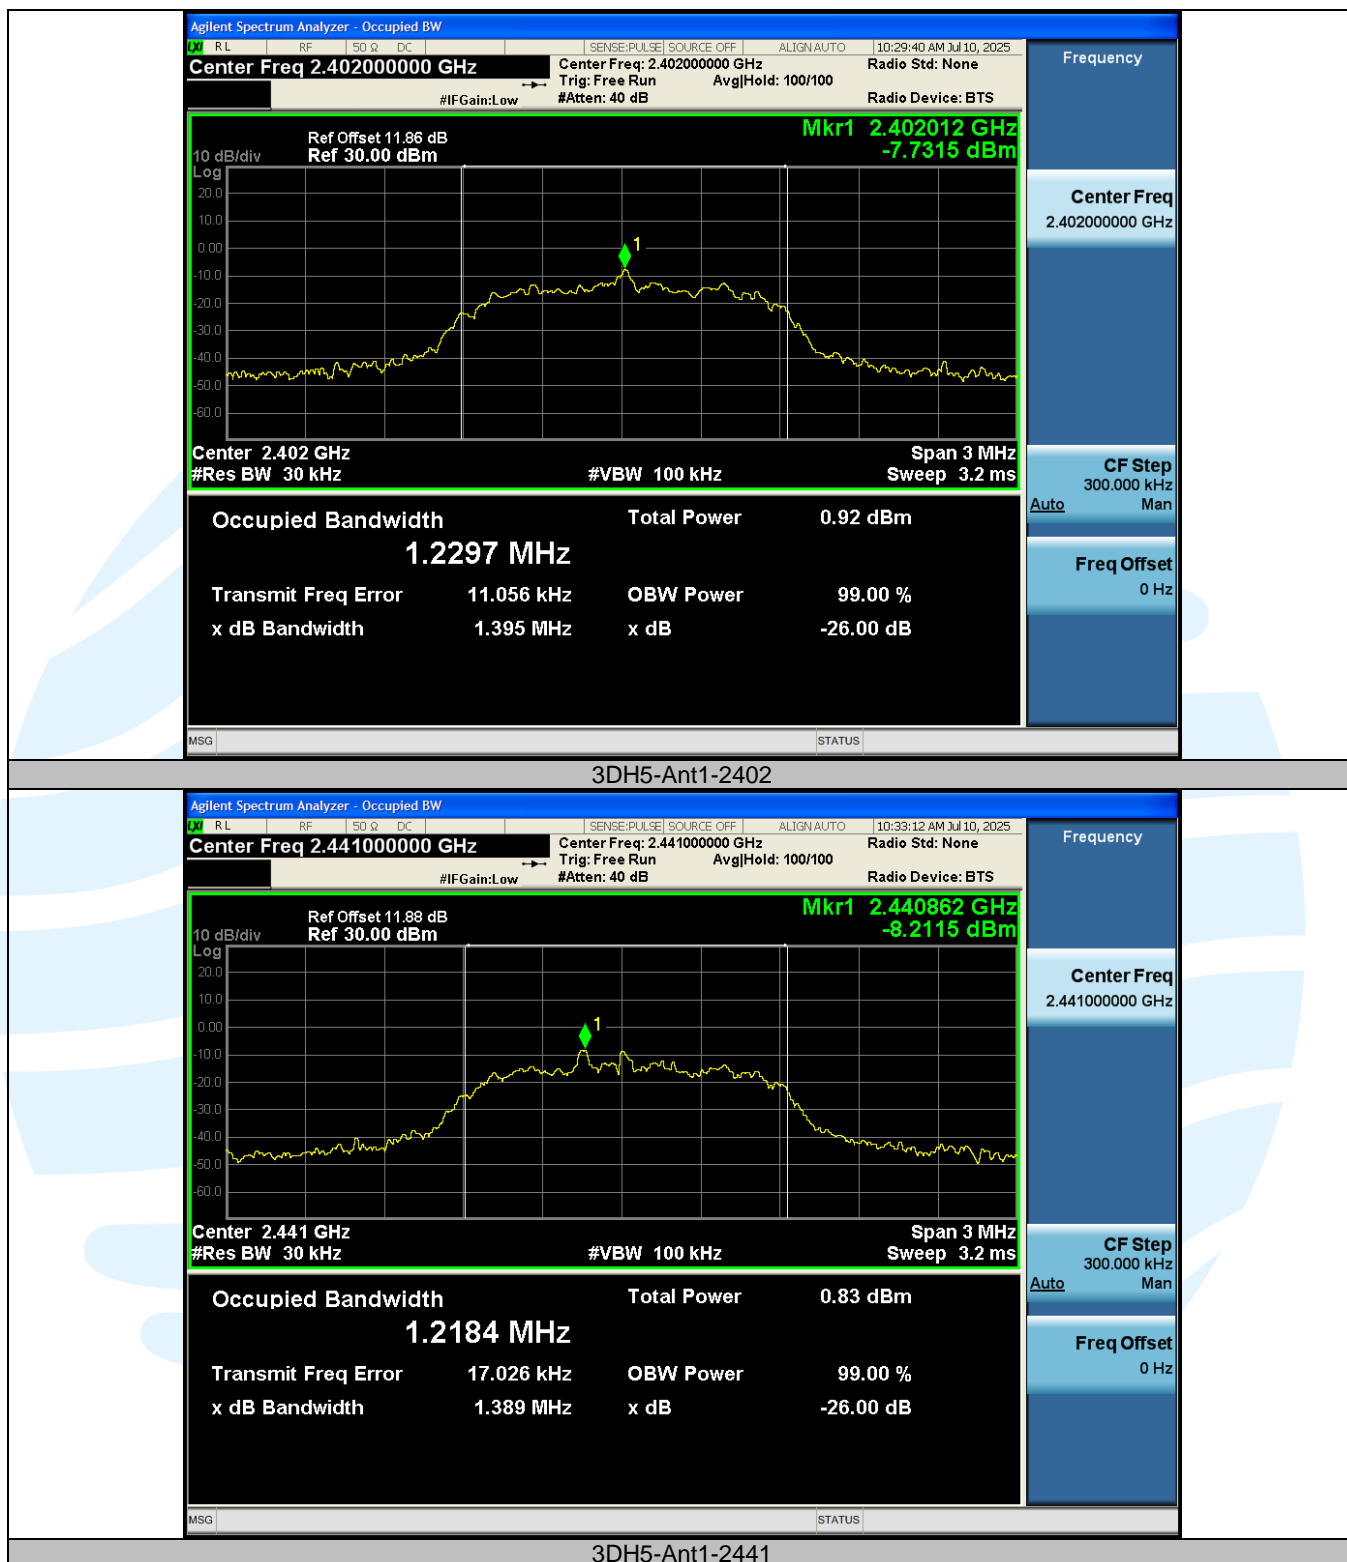 Agilent Spectrum Analyzer - Occupied BW
LXI RL RF 50 Ω DC SENSE:PULSE SOURCE OFF ALIGN AUTO 10:29:40 AM Jul 10, 2025
Center Freq 2.402000000 GHz
Center Freq: 2.402000000 GHz Radio Std: None
Trig: Free Run Avg|Hold: 100/100
#IFGain:Low #Atten: 40 dB Radio Device: BTS
Frequency
Mkr1 2.402012 GHz
-7.7315 dBm
Ref Offset 11.86 dB
10 dB/div Ref 30.00 dBm
Log
20.0
10.0
0.00
-10.0
-20.0
-30.0
-40.0
-50.0
-60.0
1
Center Freq
2.402000000 GHz
Center 2.402 GHz Span 3 MHz
#Res BW 30 kHz #VBW 100 kHz Sweep 3.2 ms
CF Step
300.000 kHz
Auto Man
Occupied Bandwidth Total Power 0.92 dBm
1.2297 MHz
Freq Offset
0 Hz
Transmit Freq Error 11.056 kHz OBW Power 99.00 %
x dB Bandwidth 1.395 MHz x dB -26.00 dB
MSG STATUS
3DH5-Ant1-2402
Agilent Spectrum Analyzer - Occupied BW
LXI RL RF 50 Ω DC SENSE:PULSE SOURCE OFF ALIGN AUTO 10:33:12 AM Jul 10, 2025
Center Freq 2.441000000 GHz
Center Freq: 2.441000000 GHz Radio Std: None
Trig: Free Run Avg|Hold: 100/100
#IFGain:Low #Atten: 40 dB Radio Device: BTS
Frequency
Mkr1 2.440862 GHz
-8.2115 dBm
Ref Offset 11.88 dB
10 dB/div Ref 30.00 dBm
Log
20.0
10.0
0.00
-10.0
-20.0
-30.0
-40.0
-50.0
-60.0
1
Center Freq
2.441000000 GHz
Center 2.441 GHz Span 3 MHz
#Res BW 30 kHz #VBW 100 kHz Sweep 3.2 ms
CF Step
300.000 kHz
Auto Man
Occupied Bandwidth Total Power 0.83 dBm
1.2184 MHz
Freq Offset
0 Hz
Transmit Freq Error 17.026 kHz OBW Power 99.00 %
x dB Bandwidth 1.389 MHz x dB -26.00 dB
MSG STATUS
3DH5-Ant1-2441